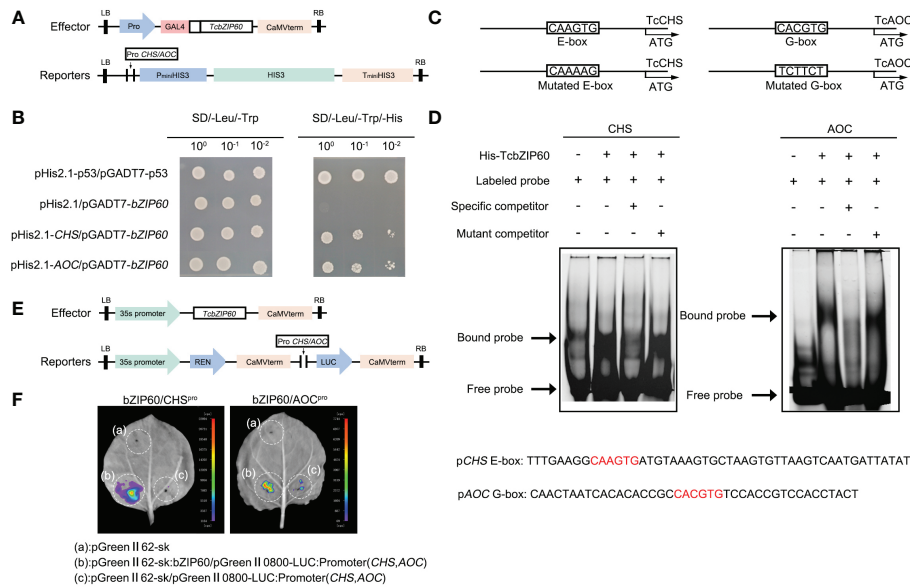 A
LB
RB
Effector
Pro
GAL4
TcbZIP60
CaMVterm
LB
Pro CHS/AOC
RB
Reporters
PminiHIS3
HIS3
TminiHIS3
B
SD/-Leu/-Trp
SD/-Leu/-Trp/-His
10⁰ 10⁻¹ 10⁻² 10⁰ 10⁻¹ 10⁻²
pHis2.1-p53/pGADT7-p53
pHis2.1/pGADT7-bZIP60
pHis2.1-CHS/pGADT7-bZIP60
pHis2.1-AOC/pGADT7-bZIP60
E
LB
RB
Effector
35s promoter
TcbZIP60
CaMVterm
LB
Pro CHS/AOC
RB
Reporters
35s promoter
REN
CaMVterm
LUC
CaMVterm
F
bZIP60/CHSᵖʳᵒ
bZIP60/AOCᵖʳᵒ
(a)
(b)
(c)
(a)
(b)
(c)
(a):pGreen II 62-sk
(b):pGreen II 62-sk:bZIP60/pGreen II 0800-LUC:Promoter(CHS,AOC)
(c):pGreen II 62-sk/pGreen II 0800-LUC:Promoter(CHS,AOC)
C
CAAGTG
TcCHS
E-box
ATG
CACGTG
TcAOC
G-box
ATG
CAAAAG
TcCHS
Mutated E-box
ATG
TCTTCT
TcAOC
Mutated G-box
ATG
D
CHS
AOC
His-TcbZIP60 - + + + - + + +
Labeled probe + + + + + + + +
Specific competitor - - + - - - + -
Mutant competitor - - - + - - - +
Bound probe
Free probe
Bound probe
Free probe
pCHS E-box: TTTGAAGGCAAGTGATGTAAAGTGCTAAGTGTTAAGTCAATGATTATAT
pAOC G-box: CAACTAATCACACACCGCCACGTGTCCACCGTCCACCTACT